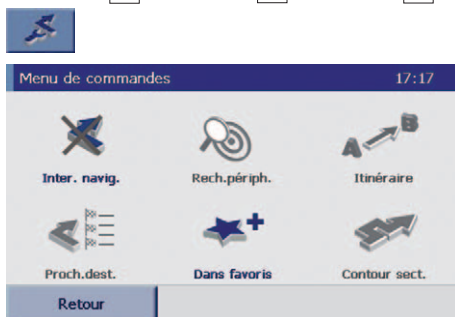 Menu de commandes 17:17
A B
Inter. navig. Rech.périph. Itinéraire
Proch.dest. Dans favoris Contour sect.
Retour